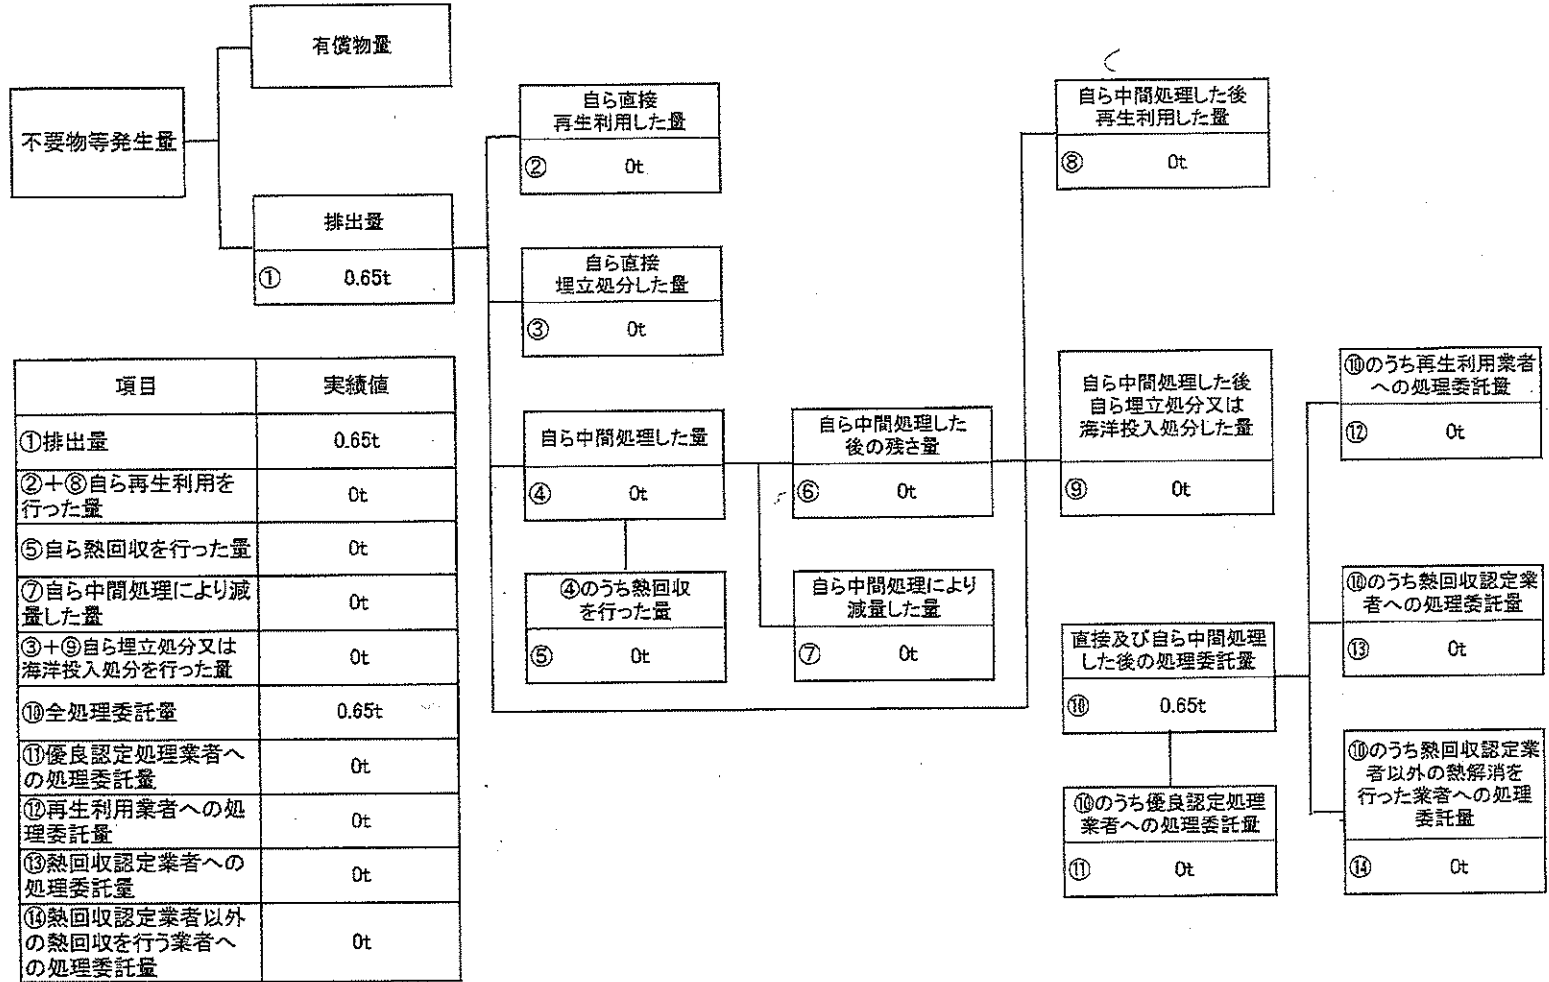 有償物量
不要物等発生量
排出量
① 0.65t
自ら直接
再生利用した量
② 0t
自ら直接
埋立処分した量
③ 0t
自ら中間処理した量
④ 0t
④のうち熱回収
を行った量
⑤ 0t
自ら中間処理した
後の残さ量
⑥ 0t
自ら中間処理により
減量した量
⑦ 0t
自ら中間処理した後
再生利用した量
⑧ 0t
自ら中間処理した後
自ら埋立処分又は
海洋投入処分した量
⑨ 0t
直接及び自ら中間処理
した後の処理委託量
⑩ 0.65t
⑩のうち優良認定処理
業者への処理委託量
⑪ 0t
⑩のうち再生利用業者
への処理委託量
⑫ 0t
⑩のうち熱回収認定業
者への処理委託量
⑬ 0t
⑩のうち熱回収認定業
者以外の熱解消を
行った業者への処理
委託量
⑭ 0t
項目 実績値
①排出量 0.65t
②+⑧自ら再生利用を
行った量 0t
⑤自ら熱回収を行った量 0t
⑦自ら中間処理により減
量した量 0t
③+⑨自ら埋立処分又は
海洋投入処分を行った量 0t
⑩全処理委託量 0.65t
⑪優良認定処理業者へ
の処理委託量 0t
⑫再生利用業者への処
理委託量 0t
⑬熱回収認定業者への
処理委託量 0t
⑭熱回収認定業者以外
の熱回収を行う業者へ
の処理委託量 0t